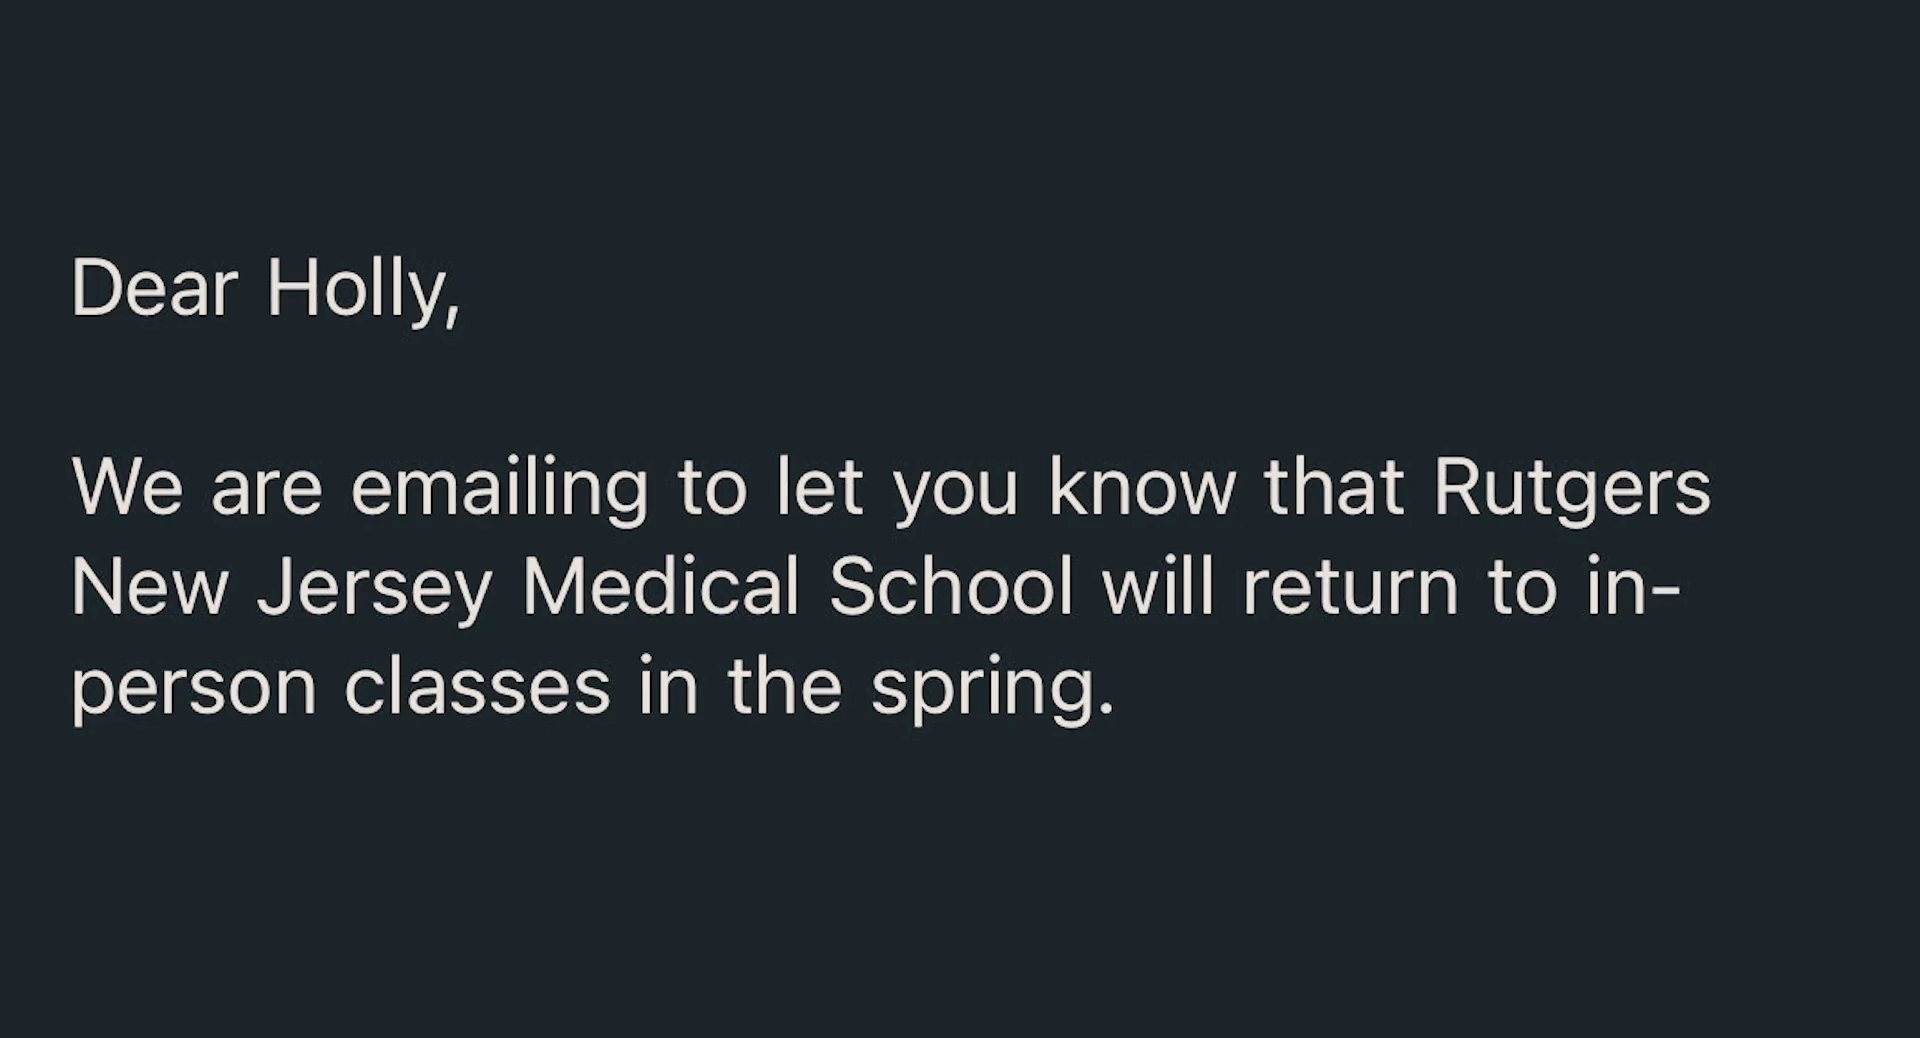 Dear Holly,
We are emailing to let you know that Rutgers
New Jersey Medical School will return to in-
person classes in the spring.